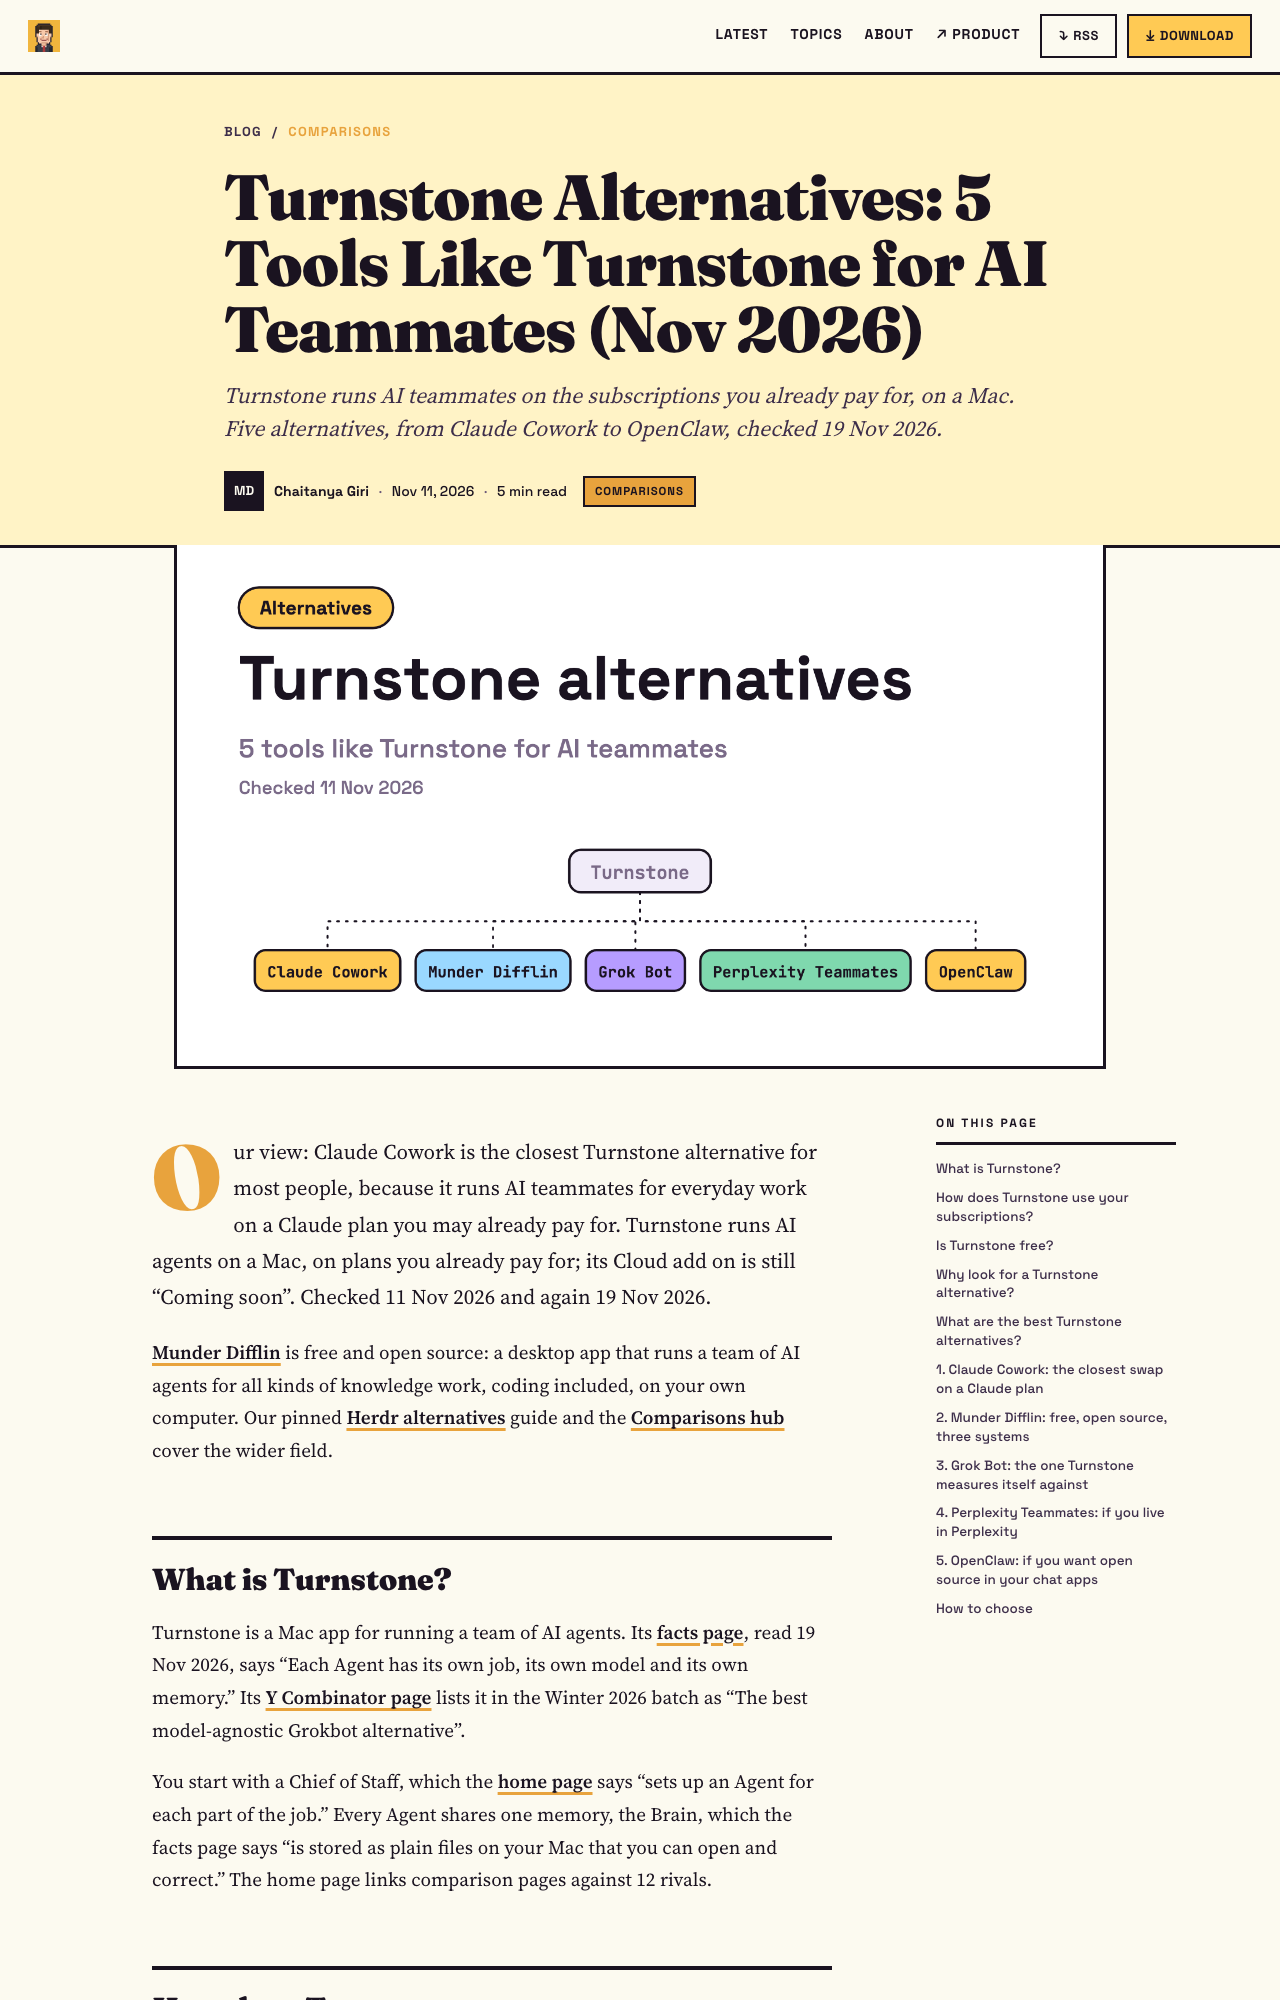 LATEST TOPICS ABOUT ↗ PRODUCT ⤵ RSS ⤓ DOWNLOAD
BLOG / COMPARISONS
Turnstone Alternatives: 5
Tools Like Turnstone for AI
Teammates (Nov 2026)
Turnstone runs AI teammates on the subscriptions you already pay for, on a Mac.
Five alternatives, from Claude Cowork to OpenClaw, checked 19 Nov 2026.
MD Chaitanya Giri · Nov 11, 2026 · 5 min read COMPARISONS
Alternatives
Turnstone alternatives
5 tools like Turnstone for AI teammates
Checked 11 Nov 2026
Turnstone
Claude Cowork Munder Difflin Grok Bot Perplexity Teammates OpenClaw
Our view: Claude Cowork is the closest Turnstone alternative for
most people, because it runs AI teammates for everyday work
on a Claude plan you may already pay for. Turnstone runs AI
agents on a Mac, on plans you already pay for; its Cloud add on is still
“Coming soon”. Checked 11 Nov 2026 and again 19 Nov 2026.
Munder Difflin is free and open source: a desktop app that runs a team of AI
agents for all kinds of knowledge work, coding included, on your own
computer. Our pinned Herdr alternatives guide and the Comparisons hub
cover the wider field.
What is Turnstone?
Turnstone is a Mac app for running a team of AI agents. Its facts page, read 19
Nov 2026, says “Each Agent has its own job, its own model and its own
memory.” Its Y Combinator page lists it in the Winter 2026 batch as “The best
model-agnostic Grokbot alternative”.
You start with a Chief of Staff, which the home page says “sets up an Agent for
each part of the job.” Every Agent shares one memory, the Brain, which the
facts page says “is stored as plain files on your Mac that you can open and
correct.” The home page links comparison pages against 12 rivals.
ON THIS PAGE
What is Turnstone?
How does Turnstone use your
subscriptions?
Is Turnstone free?
Why look for a Turnstone
alternative?
What are the best Turnstone
alternatives?
1. Claude Cowork: the closest swap
on a Claude plan
2. Munder Difflin: free, open source,
three systems
3. Grok Bot: the one Turnstone
measures itself against
4. Perplexity Teammates: if you live
in Perplexity
5. OpenClaw: if you want open
source in your chat apps
How to choose